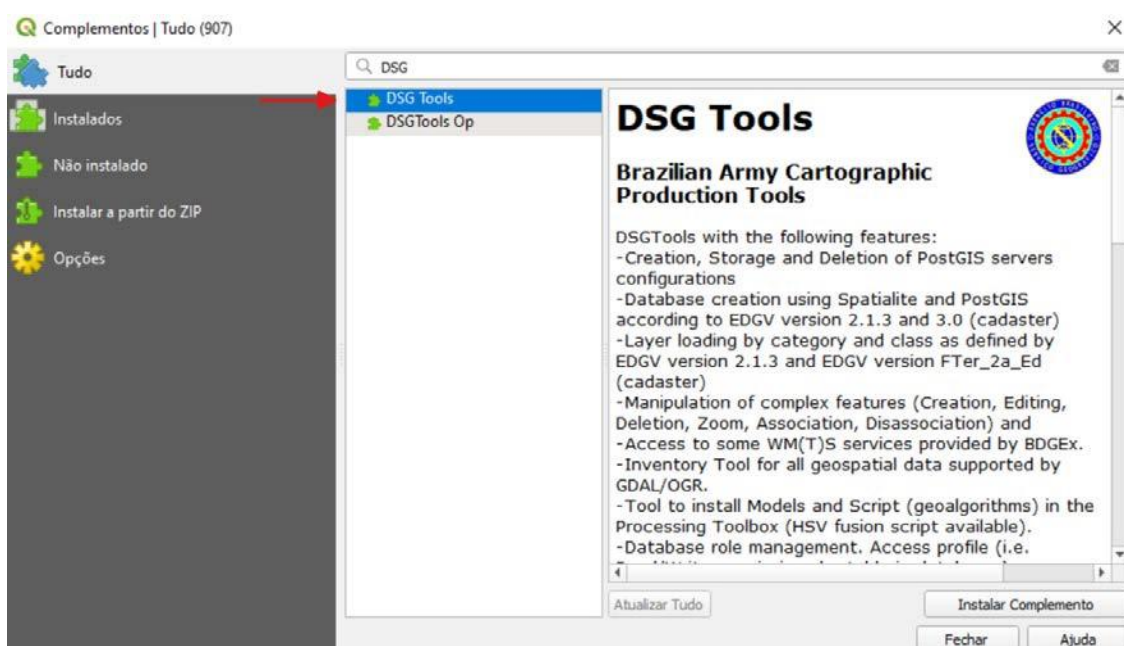 Complementos | Tudo (907)
Tudo
Instalados
Não instalado
Instalar a partir do ZIP
Opções
DSG
DSG Tools
DSGTools Op
DSG Tools
Brazilian Army Cartographic
Production Tools
DSGTools with the following features:
-Creation, Storage and Deletion of PostGIS servers
configurations
-Database creation using Spatialite and PostGIS
according to EDGV version 2.1.3 and 3.0 (cadaster)
-Layer loading by category and class as defined by
EDGV version 2.1.3 and EDGV version FTer_2a_Ed
(cadaster)
-Manipulation of complex features (Creation, Editing,
Deletion, Zoom, Association, Disassociation) and
-Access to some WM(T)S services provided by BDGEx.
-Inventory Tool for all geospatial data supported by
GDAL/OGR.
-Tool to install Models and Script (geoalgorithms) in the
Processing Toolbox (HSV fusion script available).
-Database role management. Access profile (i.e.
Atualizar Tudo
Instalar Complemento
Fechar
Ajuda